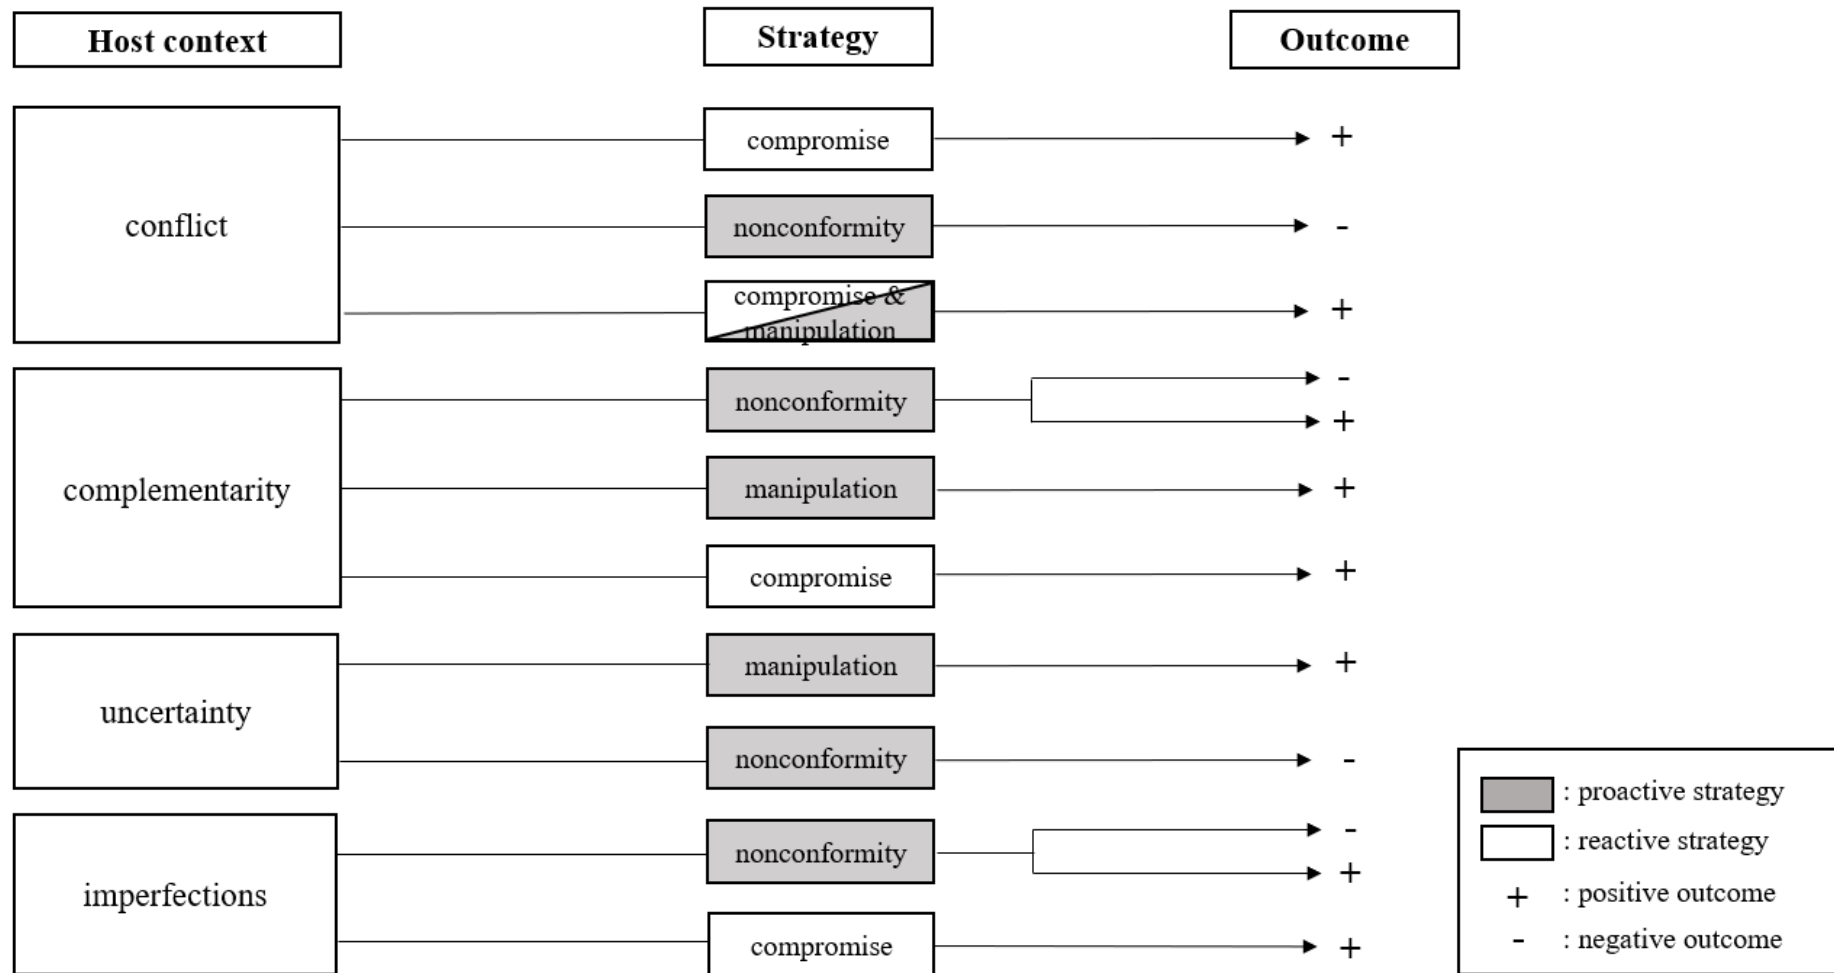 Host context
Strategy
Outcome
conflict
compromise
+
nonconformity
-
compromise &
manipulation
+
complementarity
nonconformity
-
+
manipulation
+
compromise
+
uncertainty
manipulation
+
nonconformity
-
imperfections
nonconformity
-
+
compromise
+
: proactive strategy
: reactive strategy
+ : positive outcome
- : negative outcome